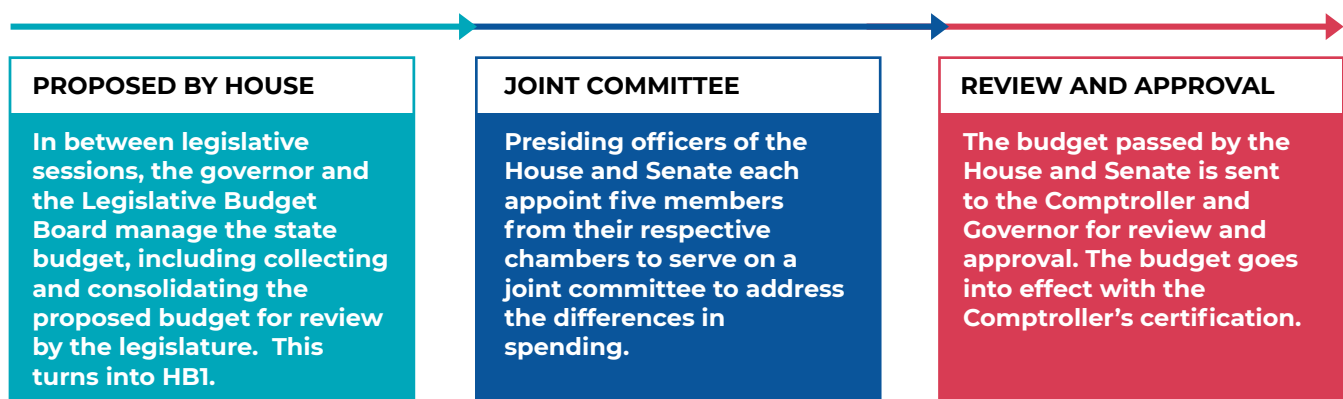 PROPOSED BY HOUSE
In between legislative
sessions, the governor and
the Legislative Budget
Board manage the state
budget, including collecting
and consolidating the
proposed budget for review
by the legislature.  This
turns into HB1.
JOINT COMMITTEE
Presiding officers of the
House and Senate each
appoint five members
from their respective
chambers to serve on a
joint committee to address
the differences in
spending.
REVIEW AND APPROVAL
The budget passed by the
House and Senate is sent
to the Comptroller and
Governor for review and
approval. The budget goes
into effect with the
Comptroller’s certification.